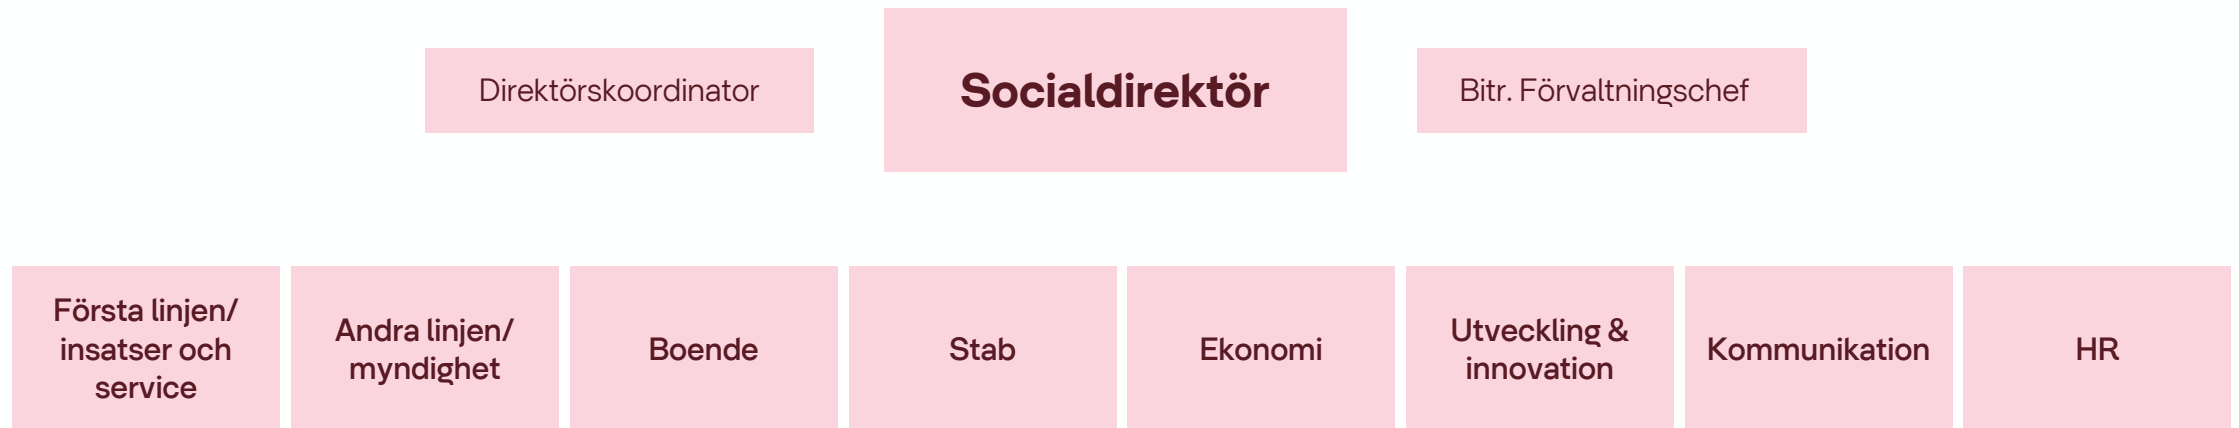 Direktörskoordinator
Socialdirektör
Bitr. Förvaltningschef
Första linjen/
insatser och
service
Andra linjen/
myndighet
Boende
Stab
Ekonomi
Utveckling &
innovation
Kommunikation
HR